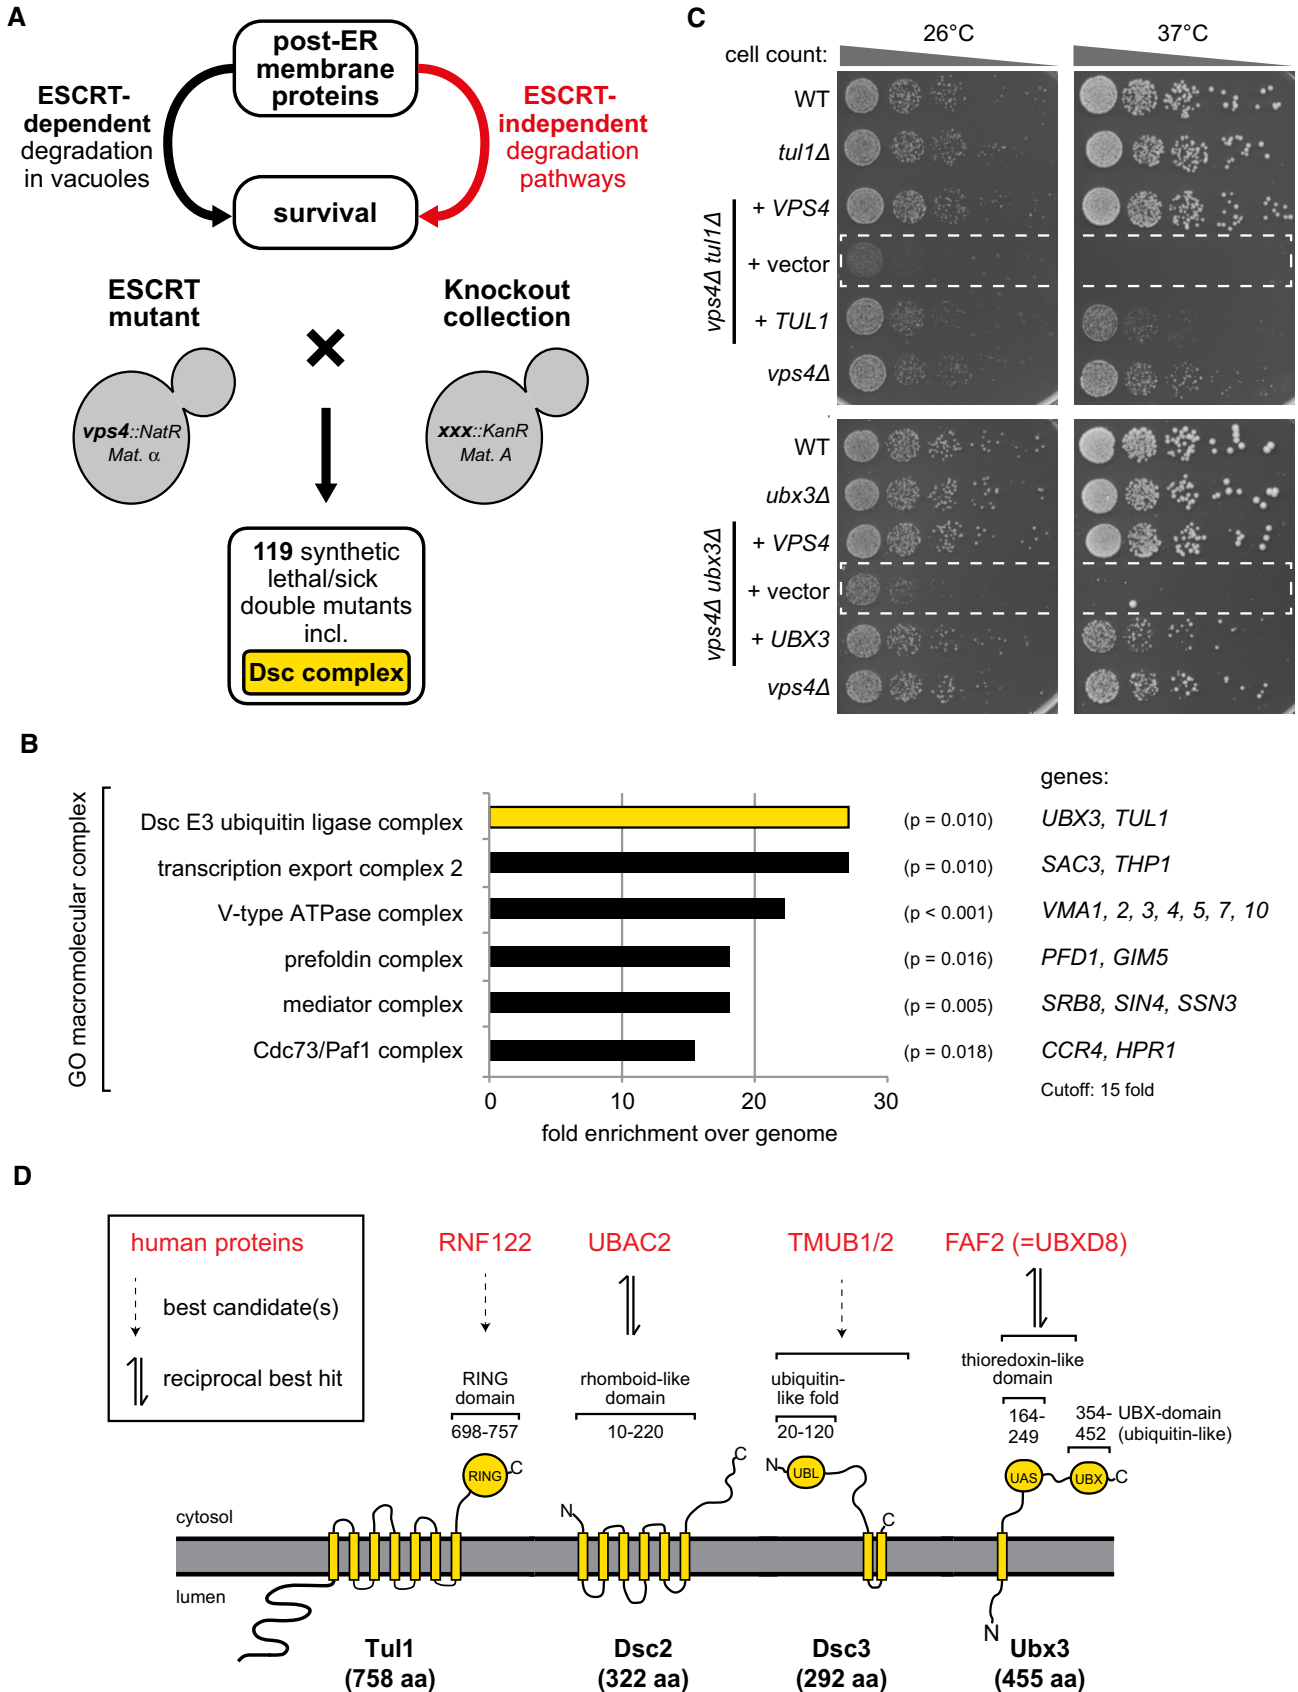 A
post-ER
membrane
proteins
ESCRT-
dependent
degradation
in vacuoles
ESCRT-
independent
degradation
pathways
survival
ESCRT
mutant
Knockout
collection
vps4::NatR
Mat. α
xxx::KanR
Mat. A
119 synthetic
lethal/sick
double mutants
incl.
Dsc complex
C
26°C
37°C
cell count:
WT
tul1Δ
vps4Δ tul1Δ
+ VPS4
+ vector
+ TUL1
vps4Δ
WT
ubx3Δ
vps4Δ ubx3Δ
+ VPS4
+ vector
+ UBX3
vps4Δ
B
genes:
GO macromolecular complex
Dsc E3 ubiquitin ligase complex (p = 0.010) UBX3, TUL1
transcription export complex 2 (p = 0.010) SAC3, THP1
V-type ATPase complex (p < 0.001) VMA1, 2, 3, 4, 5, 7, 10
prefoldin complex (p = 0.016) PFD1, GIM5
mediator complex (p = 0.005) SRB8, SIN4, SSN3
Cdc73/Paf1 complex (p = 0.018) CCR4, HPR1
Cutoff: 15 fold
0 10 20 30
fold enrichment over genome
D
human proteins
best candidate(s)
reciprocal best hit
RNF122
UBAC2
TMUB1/2
FAF2 (=UBXD8)
RING
domain
698-757
rhomboid-like
domain
10-220
ubiquitin-
like fold
20-120
thioredoxin-like
domain
164-
249
354-
452
UBX-domain
(ubiquitin-like)
RING
C
N
C
N
UBL
C
UAS
UBX
C
N
cytosol
lumen
Tul1
(758 aa)
Dsc2
(322 aa)
Dsc3
(292 aa)
Ubx3
(455 aa)